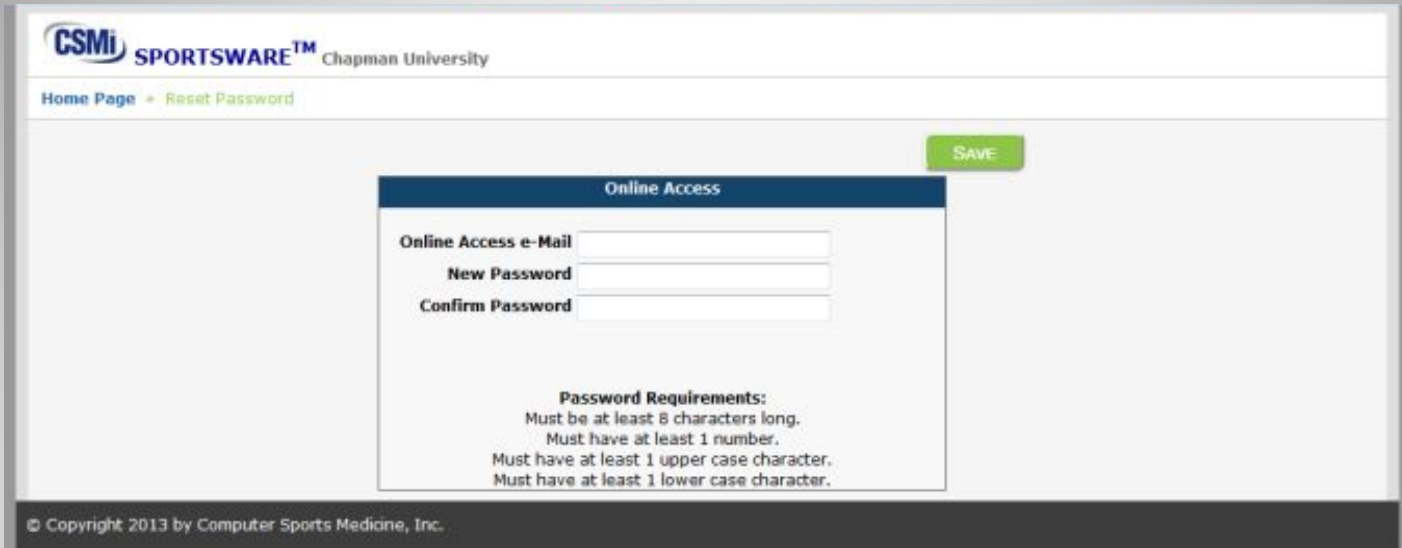 CSMi SPORTSWARE™ Chapman University
Home Page » Reset Password
SAVE
Online Access
Online Access e-Mail
New Password
Confirm Password
Password Requirements:
Must be at least 8 characters long.
Must have at least 1 number.
Must have at least 1 upper case character.
Must have at least 1 lower case character.
© Copyright 2013 by Computer Sports Medicine, Inc.